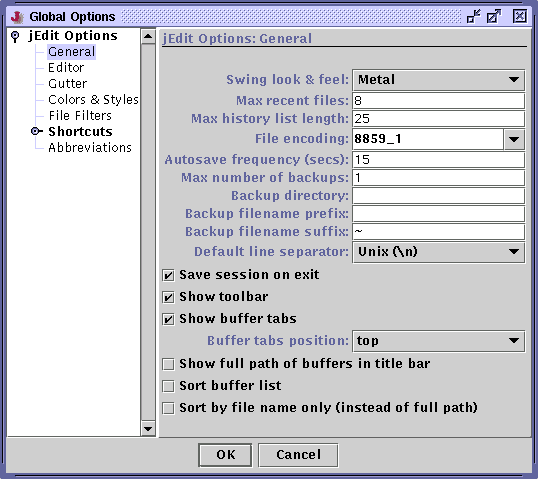 Global Options
jEdit Options
General
Editor
Gutter
Colors & Styles
File Filters
Shortcuts
Abbreviations
jEdit Options: General
Swing look & feel: Metal
Max recent files: 8
Max history list length: 25
File encoding: 8859_1
Autosave frequency (secs): 15
Max number of backups: 1
Backup directory:
Backup filename prefix:
Backup filename suffix: ~
Default line separator: Unix (\n)
Save session on exit
Show toolbar
Show buffer tabs
Buffer tabs position: top
Show full path of buffers in title bar
Sort buffer list
Sort by file name only (instead of full path)
OK Cancel